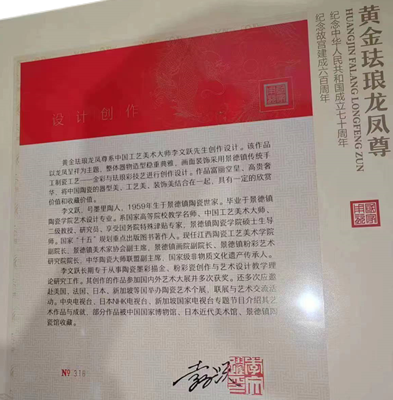 黄金珐琅龙凤尊
HUANGJIN FALANG LONGFENG ZUN
纪念中华人民共和国成立七十周年
纪念故宫建成六百周年
设计创作
黄金珐琅龙凤尊系中国工艺美术大师李文跃先生创作设计。该作品
以龙凤呈祥为主题，整体器物造型稳重典雅，画面装饰采用景德镇传统手
工制瓷工艺——金彩与珐琅彩技艺进行创作设计。作品富丽堂皇、高贵奢
华，将中国陶瓷的器型美、工艺美、装饰美结合在一起，具有一定的欣赏
价值和收藏价值。
李文跃，号墨里陶人，1959年生于景德镇陶瓷世家。毕业于景德镇
陶瓷学院艺术设计专业。系国家高等院校教学名师、中国工艺美术大师，
二级教授，研究员、享受国务院特殊津贴专家；景德镇陶瓷学院硕士生导
师。国家“十五”规划重点出版图书著作人。现任江西陶瓷工艺美术学院
副院长、景德镇美术家协会副主席、景德镇画院副院长、景德镇粉彩艺术
研究院院长、中华陶瓷大师联盟副主席、国家级非物质文化遗产传承人。
李文跃长期专于从事陶瓷墨彩描金、粉彩瓷创作与艺术设计教学理
论研究工作。其创作的作品参加国内外艺术大展并多次获奖。还多次应邀
赴美国、法国、日本、新加坡等国举办陶瓷艺术个展、联展与艺术交流活
动。中央电视台、日本NHK电视台、新加坡国家电视台专题节目介绍其艺
术作品与成就，部分作品被中国国家博物馆、日本近代美术馆、景德镇陶
瓷馆收藏。
№ 318